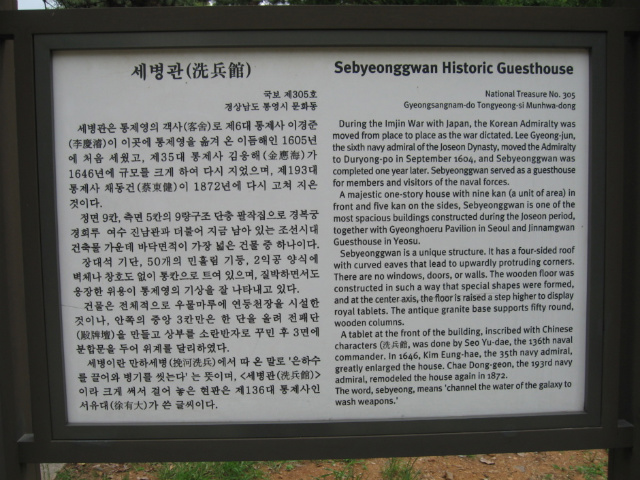 세병관(洗兵館)
국보 제305호
경상남도 통영시 문화동
세병관은 통제영의 객사(客舍)로 제6대 통제사 이경준
(李慶濬)이 이곳에 통제영을 옮겨 온 이듬해인 1605년
에 처음 세웠고, 제35대 통제사 김응해(金應海)가
1646년에 규모를 크게 하여 다시 지었으며, 제193대
통제사 채동건(蔡東健)이 1872년에 다시 고쳐 지은
것이다.
정면 9칸, 측면 5칸의 9량구조 단층 팔작집으로 경복궁
경회루 여수 진남관과 더불어 지금 남아 있는 조선시대
건축물 가운데 바닥면적이 가장 넓은 건물 중 하나이다.
장대석 기단, 50개의 민흘림 기둥, 2익공 양식에
벽체나 창호도 없이 통칸으로 트여 있으며, 질박하면서도
웅장한 위용이 통제영의 기상을 잘 나타내고 있다.
건물은 전체적으로 우물마루에 연등천장을 시설한
것이나, 안쪽의 중앙 3칸만은 한 단을 올려 전패단
(殿牌壇)을 만들고 상부를 소란반자로 꾸민 후 3면에
분합문을 두어 위계를 달리하였다.
세병이란 만하세병(挽河洗兵)에서 따 온 말로 '은하수
를 끌어와 병기를 씻는다' 는 뜻이며, <세병관(洗兵館)>
이라 크게 써서 걸어 놓은 현판은 제136대 통제사인
서유대(徐有大)가 쓴 글씨이다.
Sebyeonggwan Historic Guesthouse
National Treasure No. 305
Gyeongsangnam-do Tongyeong-si Munhwa-dong
During the Imjin War with Japan, the Korean Admiralty was
moved from place to place as the war dictated. Lee Gyeong-jun,
the sixth navy admiral of the Joseon Dynasty, moved the Admiralty
to Duryong-po in September 1604, and Sebyeonggwan was
completed one year later. Sebyeonggwan served as a guesthouse
for members and visitors of the naval forces.
A majestic one-story house with nine kan (a unit of area) in
front and five kan on the sides, Sebyeonggwan is one of the
most spacious buildings constructed during the Joseon period,
together with Gyeonghoeru Pavilion in Seoul and Jinnamgwan
Guesthouse in Yeosu.
Sebyeonggwan is a unique structure. It has a four-sided roof
with curved eaves that lead to upwardly protruding corners.
There are no windows, doors, or walls. The wooden floor was
constructed in such a way that special shapes were formed,
and at the center axis, the floor is raised a step higher to display
royal tablets. The antique granite base supports fifty round,
wooden columns.
A tablet at the front of the building, inscribed with Chinese
characters (洗兵館, was done by Seo Yu-dae, the 136th naval
commander. In 1646, Kim Eung-hae, the 35th navy admiral,
greatly enlarged the house. Chae Dong-geon, the 193rd navy
admiral, remodeled the house again in 1872.
The word, sebyeong, means 'channel the water of the galaxy to
wash weapons.'